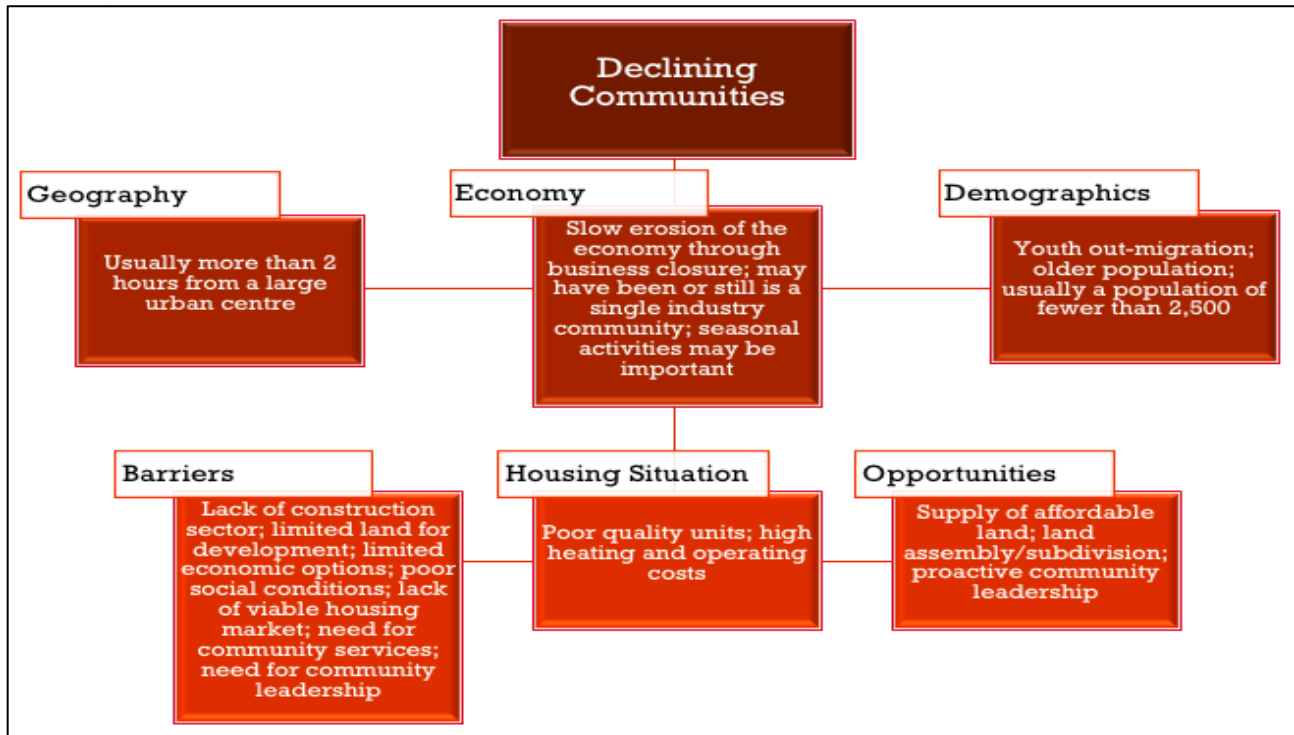 Declining
Communities
Geography
Usually more than 2
hours from a large
urban centre
Economy
Slow erosion of the
economy through
business closure; may
have been or still is a
single industry
community; seasonal
activities may be
important
Demographics
Youth out-migration;
older population;
usually a population of
fewer than 2,500
Barriers
Lack of construction
sector; limited land for
development; limited
economic options; poor
social conditions; lack
of viable housing
market; need for
community services;
need for community
leadership
Housing Situation
Poor quality units; high
heating and operating
costs
Opportunities
Supply of affordable
land; land
assembly/subdivision;
proactive community
leadership